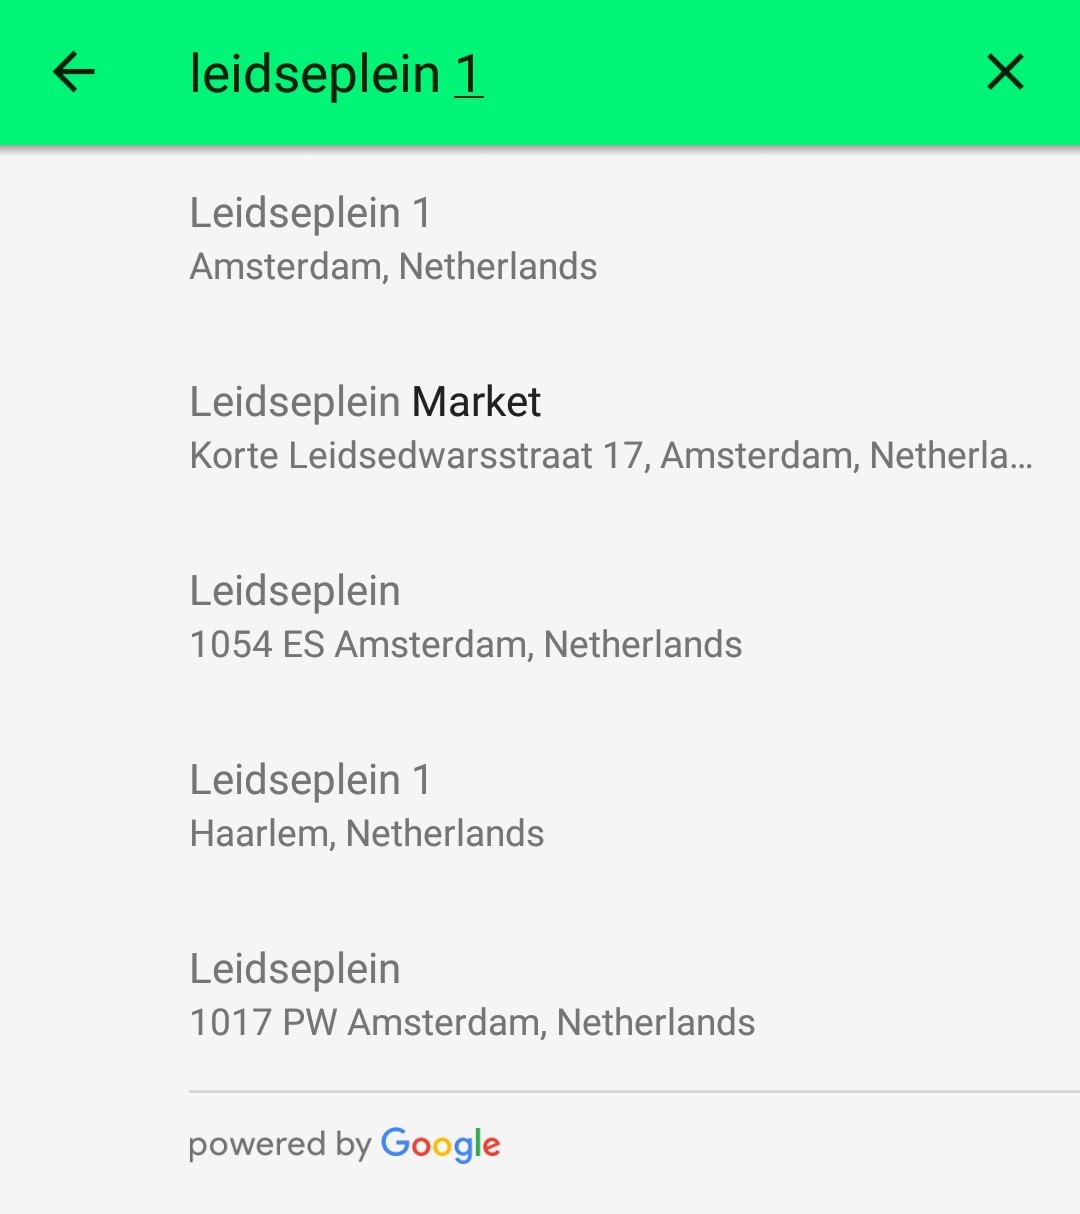 leidseplein 1
Leidseplein 1
Amsterdam, Netherlands
Leidseplein Market
Korte Leidsedwarsstraat 17, Amsterdam, Netherla...
Leidseplein
1054 ES Amsterdam, Netherlands
Leidseplein 1
Haarlem, Netherlands
Leidseplein
1017 PW Amsterdam, Netherlands
powered by Google